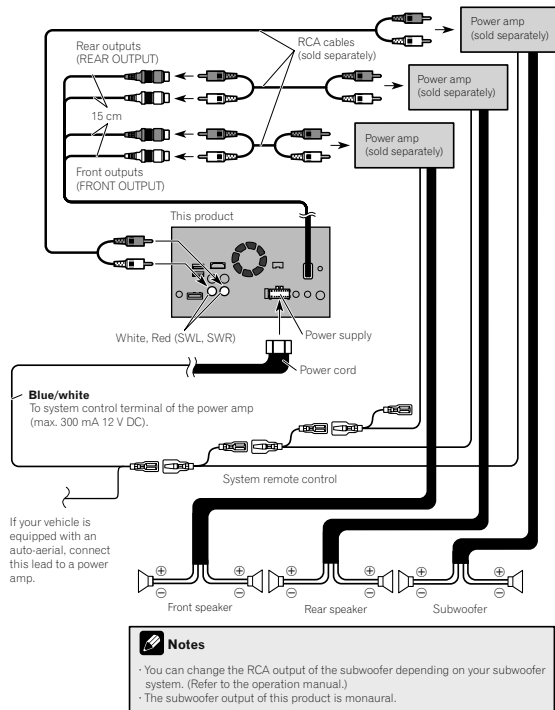 Power amp
(sold separately)
Rear outputs
(REAR OUTPUT)
RCA cables
(sold separately)
Power amp
(sold separately)
15 cm
Power amp
(sold separately)
Front outputs
(FRONT OUTPUT)
This product
White, Red (SWL, SWR)
Power supply
Power cord
Blue/white
To system control terminal of the power amp
(max. 300 mA 12 V DC).
System remote control
If your vehicle is
equipped with an
auto-aerial, connect
this lead to a power
amp.
⊕ ⊕ ⊕ ⊕ ⊕ ⊕
⊖ ⊖ ⊖ ⊖ ⊖ ⊖
Front speaker
Rear speaker
Subwoofer
Notes
· You can change the RCA output of the subwoofer depending on your subwoofer
system. (Refer to the operation manual.)
· The subwoofer output of this product is monaural.